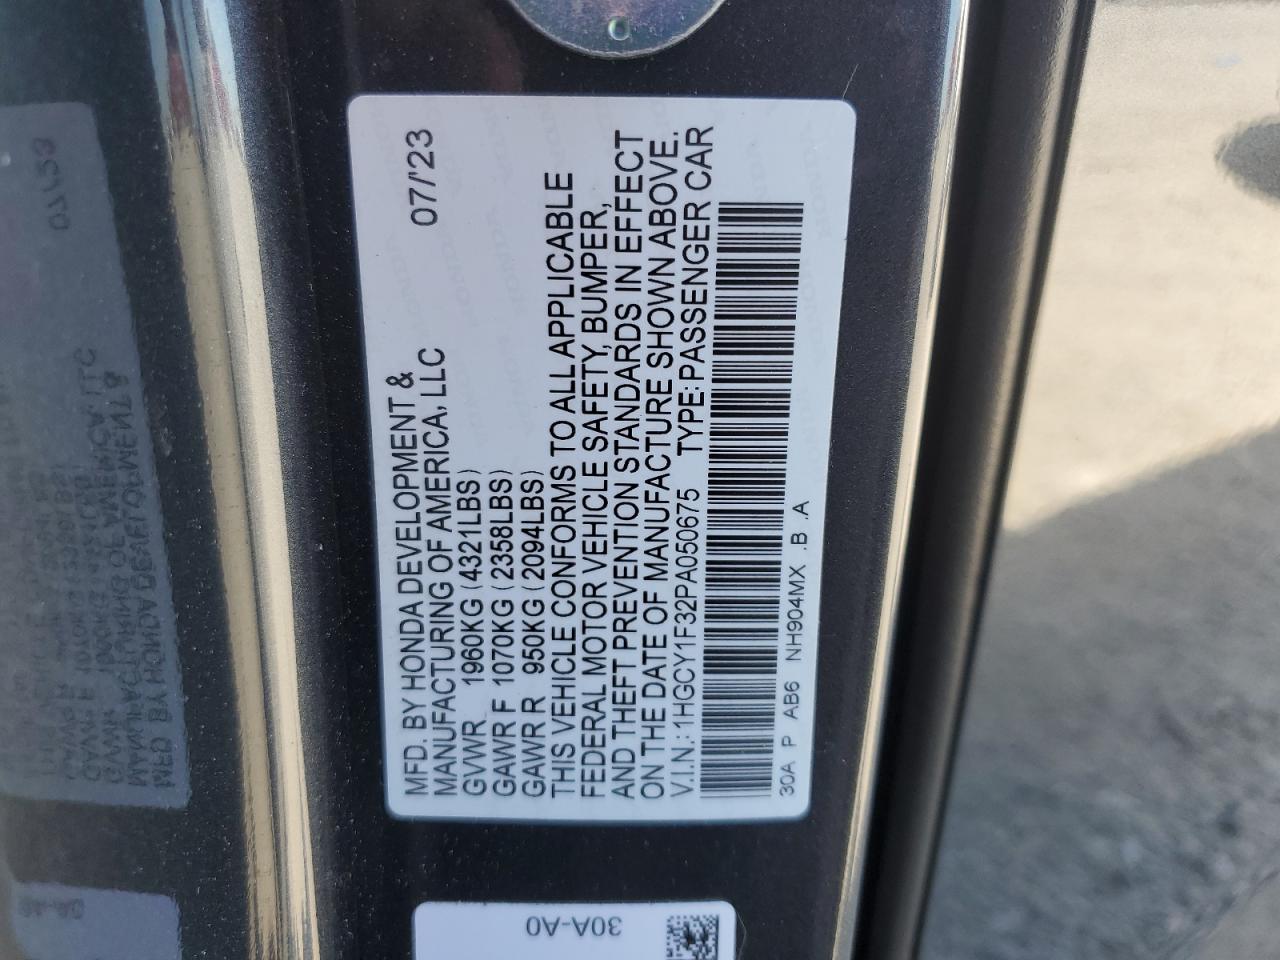 MFD. BY HONDA DEVELOPMENT &
MANUFACTURING OF AMERICA, LLC 07/'23
GVWR 1960KG (4321LBS)
GAWR F 1070KG (2358LBS)
GAWR R 950KG (2094LBS)
THIS VEHICLE CONFORMS TO ALL APPLICABLE
FEDERAL MOTOR VEHICLE SAFETY, BUMPER,
AND THEFT PREVENTION STANDARDS IN EFFECT
ON THE DATE OF MANUFACTURE SHOWN ABOVE.
V.I.N.: 1HGCY1F32PA050675 TYPE: PASSENGER CAR
30A P AB6 NH904MX .B .A
30A-A0